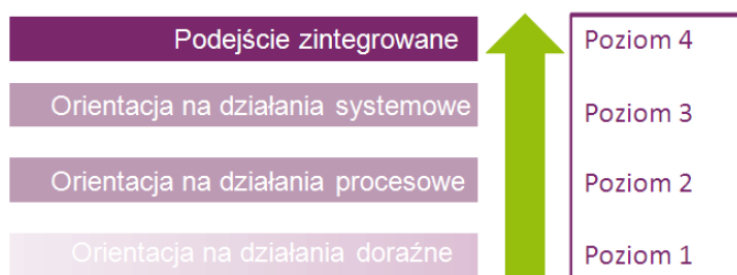 Podejście zintegrowane
Poziom 4
Orientacja na działania systemowe
Poziom 3
Orientacja na działania procesowe
Poziom 2
Orientacja na działania doraźne
Poziom 1